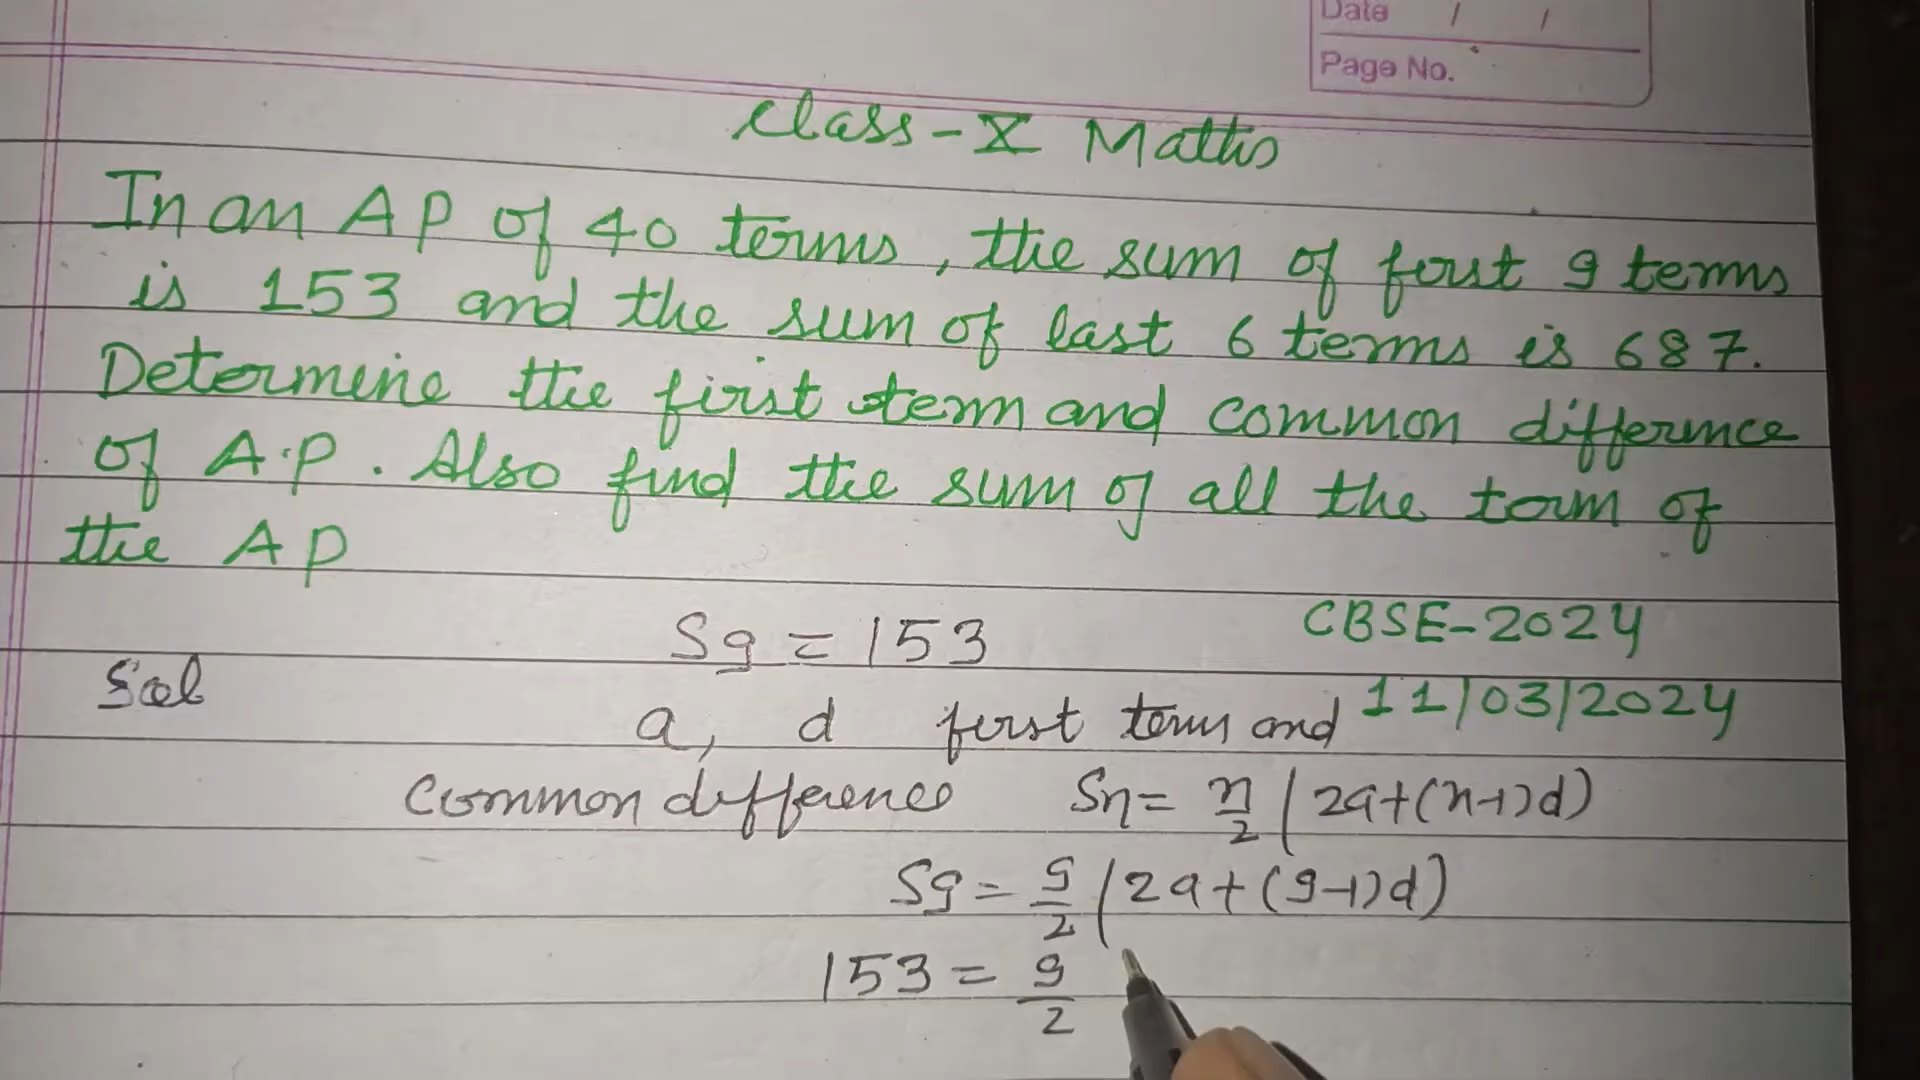 Date / /
Page No.
Class-X Maths
In an AP of 40 terms, the sum of first 9 terms
is 153 and the sum of last 6 terms is 687.
Determine the first term and common difference
of A.P. Also find the sum of all the term of
the AP
S9 = 153
CBSE-2024
Sol
a, d first term and
11/03/2024
Common difference Sn = n/2 (2a+(n-1)d)
S9 = 9/2 (2a+(9-1)d)
153 = 9/2